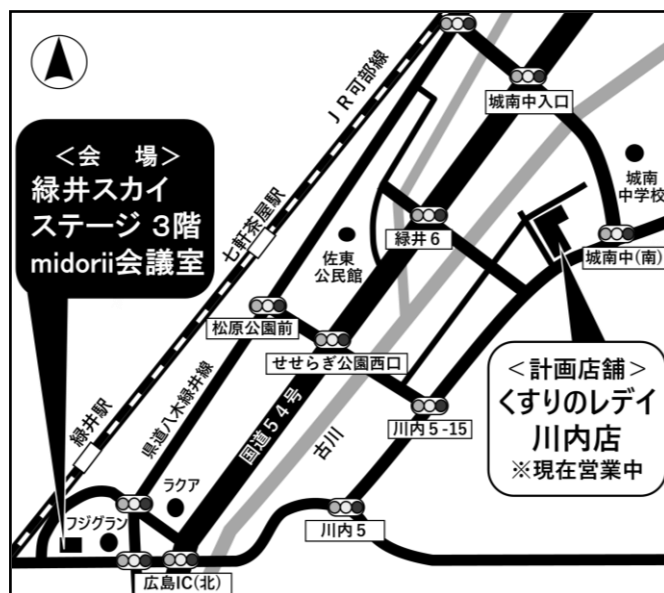 JR可部線
城南中入口
＜会　場＞
緑井スカイ
ステージ 3階
midorii会議室
城南
中学校
七軒茶屋駅
佐東
公民館
緑井6
城南中(南)
松原公園前
せせらぎ公園西口
＜計画店舗＞
くすりのレデイ
川内店
※現在営業中
県道八木緑井線
国道54号
古川
川内5-15
緑井駅
ラクア
フジグラン
川内5
広島IC(北)